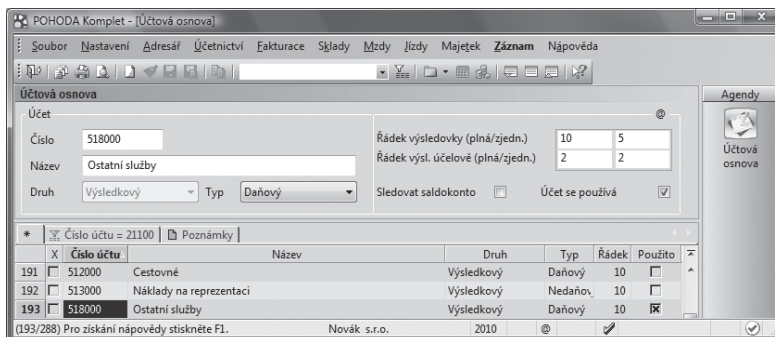 POHODA Komplet - [Účtová osnova]
Soubor Nastavení Adresář Účetnictví Fakturace Sklady Mzdy Jízdy Majetek Záznam Nápověda
Účtová osnova
Agendy
Účet
@
Číslo 518000
Řádek výsledovky (plná/zjedn.) 10 5
Název Ostatní služby
Řádek výsl. účelové (plná/zjedn.) 2 2
Druh Výsledkový Typ Daňový
Sledovat saldokonto Účet se používá
Účtová
osnova
* Číslo účtu = 21100 Poznámky
X Číslo účtu Název Druh Typ Řádek Použito
191 512000 Cestovné Výsledkový Daňový 10
192 513000 Náklady na reprezentaci Výsledkový Nedaňov 10
193 518000 Ostatní služby Výsledkový Daňový 10
(193/288) Pro získání nápovědy stiskněte F1. Novák s.r.o. 2010 @